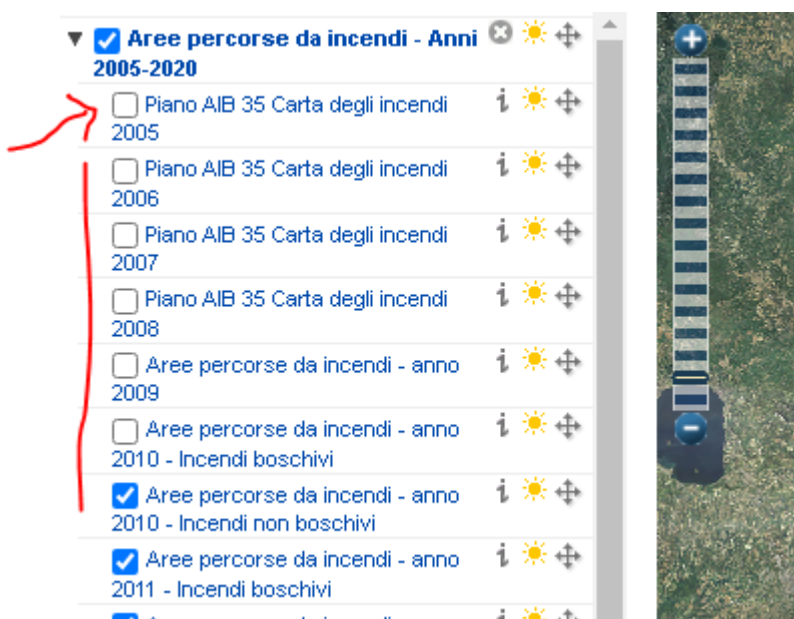 Aree percorse da incendi - Anni
2005-2020
Piano AIB 35 Carta degli incendi
2005
Piano AIB 35 Carta degli incendi
2006
Piano AIB 35 Carta degli incendi
2007
Piano AIB 35 Carta degli incendi
2008
Aree percorse da incendi - anno
2009
Aree percorse da incendi - anno
2010 - Incendi boschivi
Aree percorse da incendi - anno
2010 - Incendi non boschivi
Aree percorse da incendi - anno
2011 - Incendi boschivi